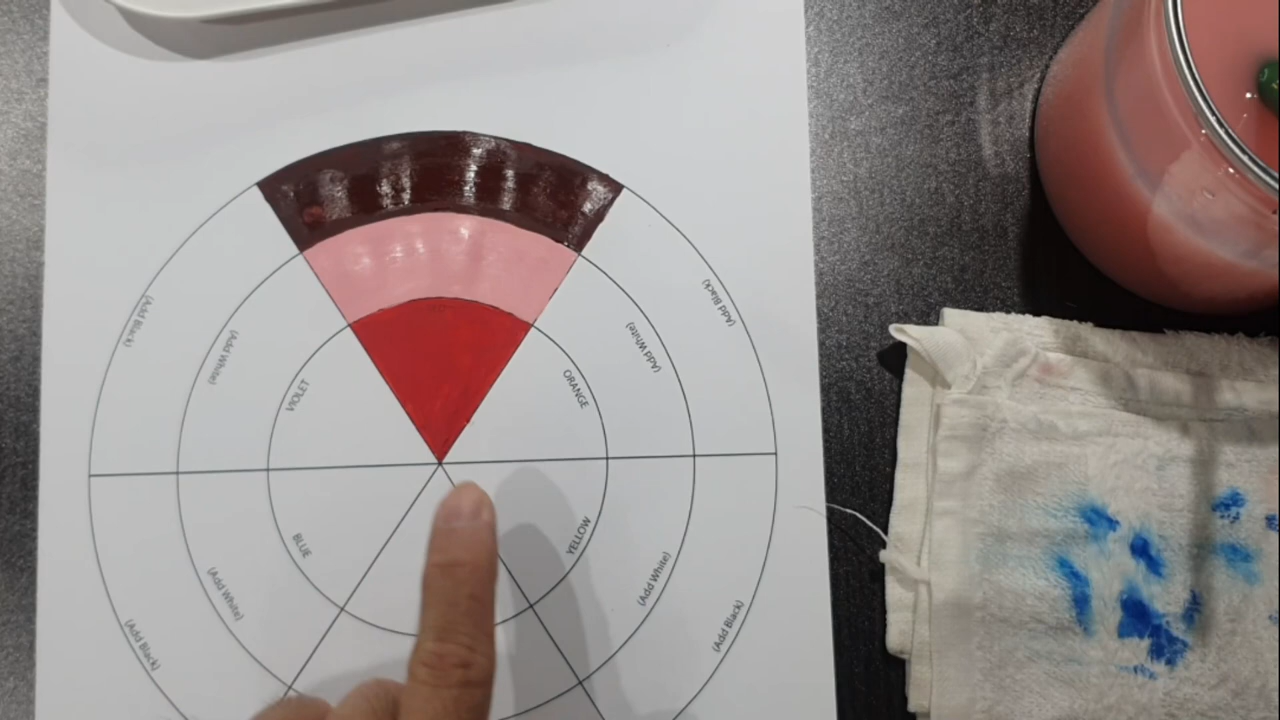 (Add Black)
(Add White)
VIOLET
ORANGE
(Add White)
(Add Black)
BLUE
(Add White)
(Add Black)
YELLOW
(Add White)
(Add Black)